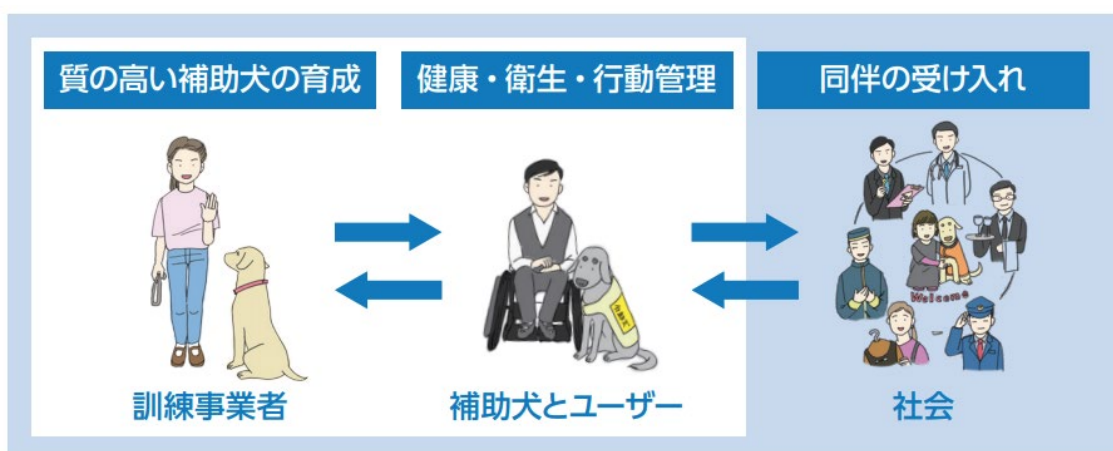 質の高い補助犬の育成
健康・衛生・行動管理
同伴の受け入れ
Welcome
訓練事業者
補助犬とユーザー
社会